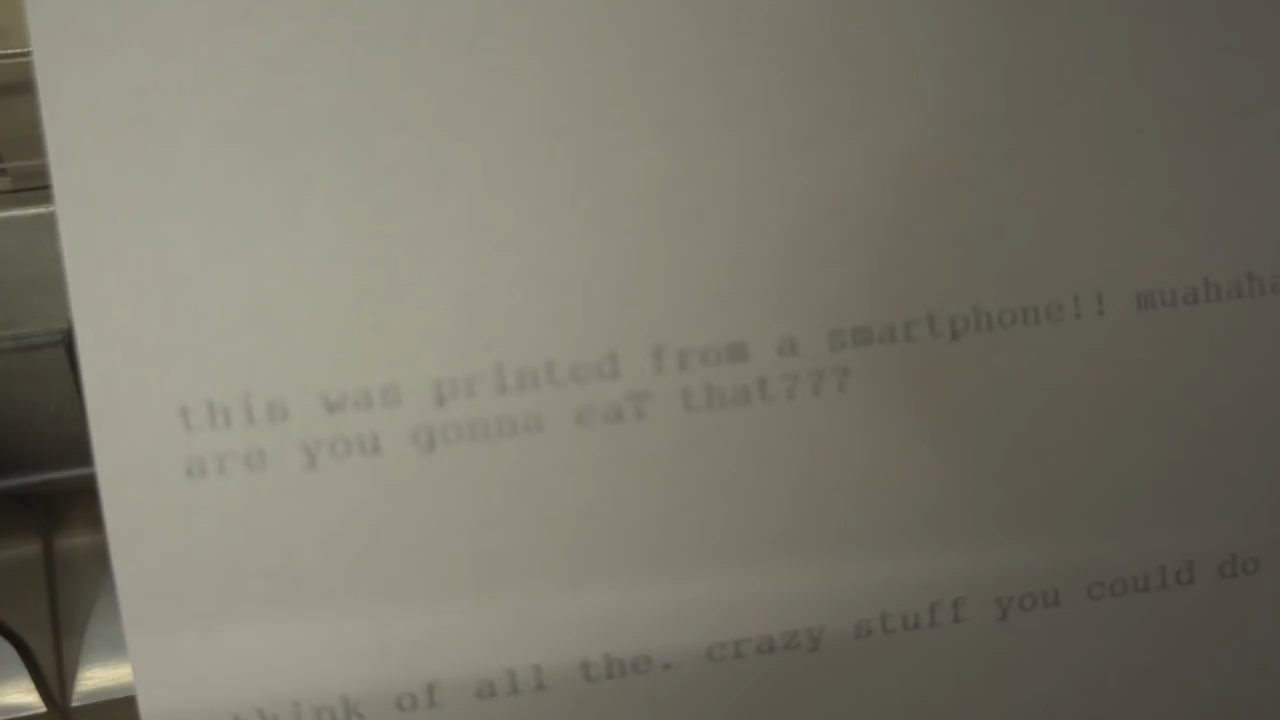 this was printed from a smartphone!! muahaha
are you gonna eaT that???
think of all the. crazy stuff you could do